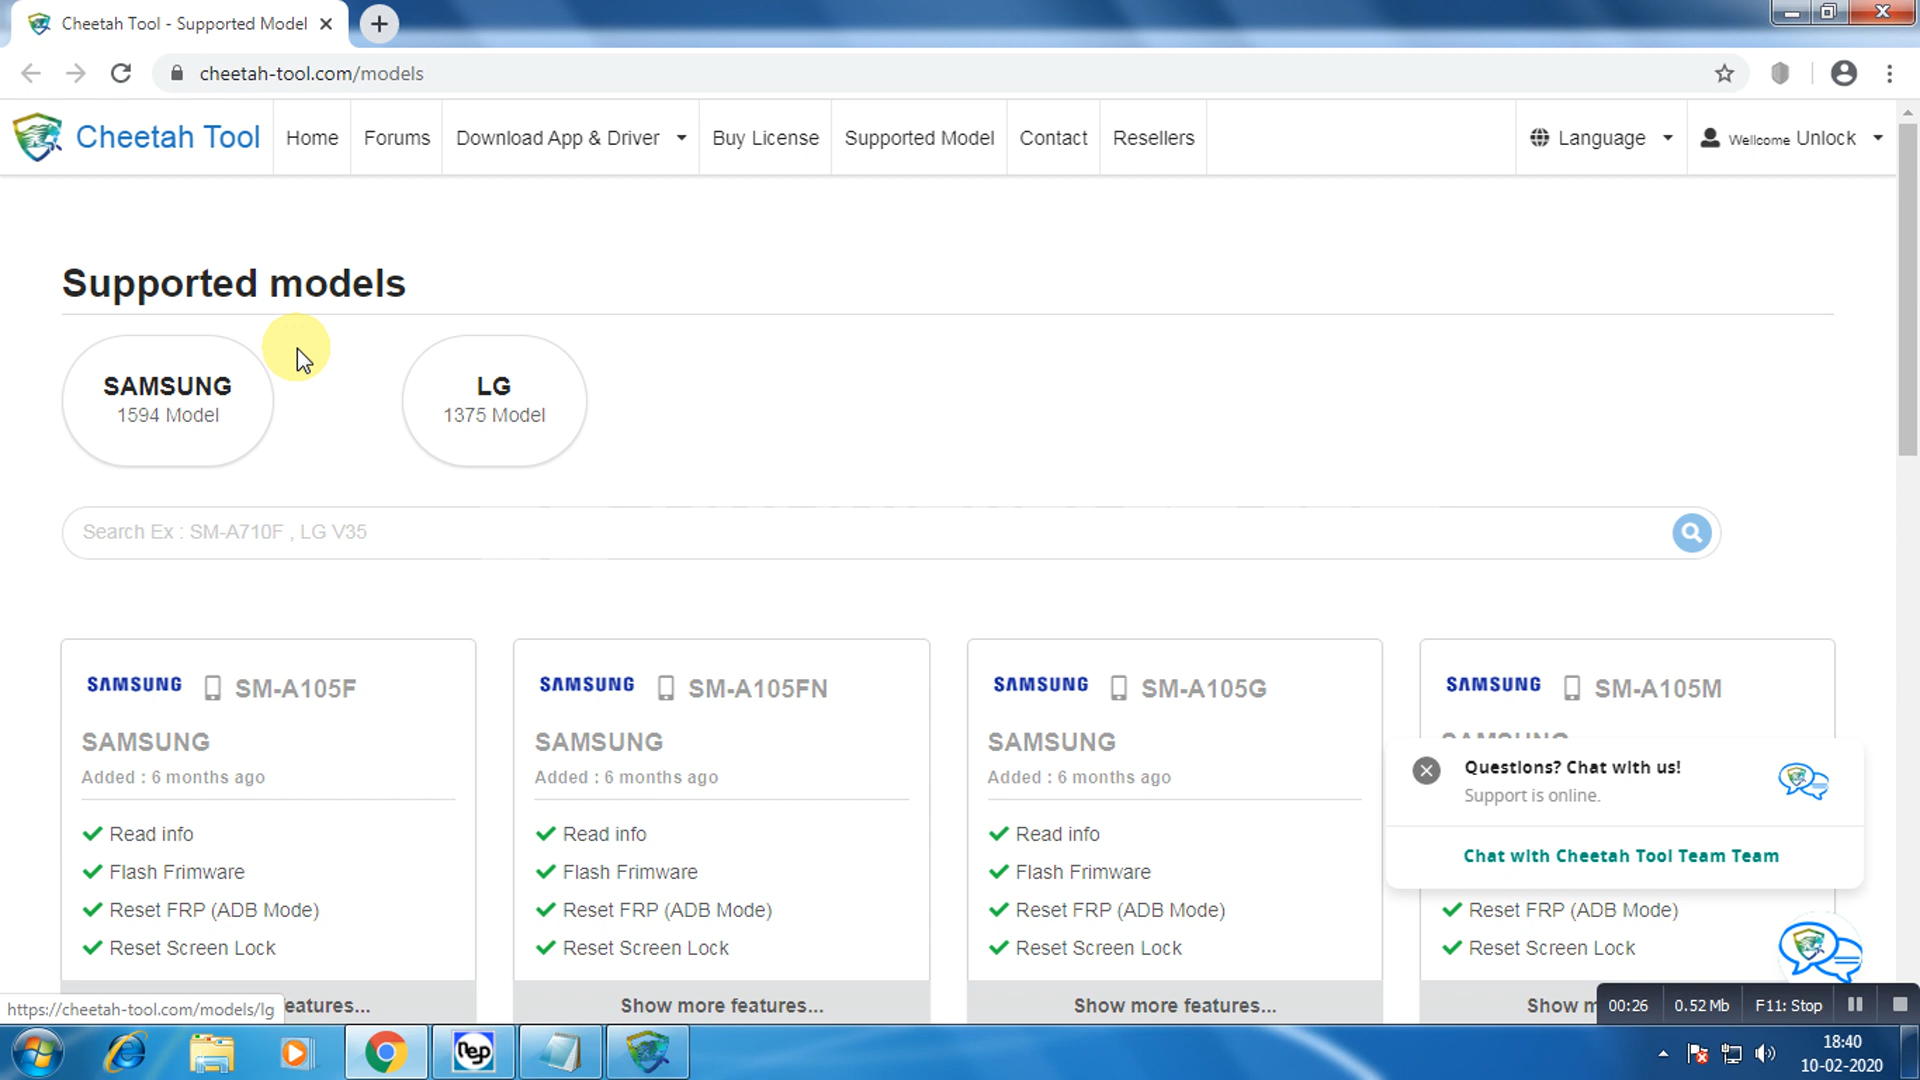 Cheetah Tool - Supported Model
cheetah-tool.com/models
Cheetah Tool
Home
Forums
Download App & Driver
Buy License
Supported Model
Contact
Resellers
Language
Wellcome Unlock
Supported models
SAMSUNG
1594 Model
LG
1375 Model
Search Ex : SM-A710F , LG V35
SAMSUNG SM-A105F
SAMSUNG
Added : 6 months ago
Read info
Flash Frimware
Reset FRP (ADB Mode)
Reset Screen Lock
eatures...
SAMSUNG SM-A105FN
SAMSUNG
Added : 6 months ago
Read info
Flash Frimware
Reset FRP (ADB Mode)
Reset Screen Lock
Show more features...
SAMSUNG SM-A105G
SAMSUNG
Added : 6 months ago
Read info
Flash Frimware
Reset FRP (ADB Mode)
Reset Screen Lock
Show more features...
SAMSUNG SM-A105M
SAMSUNG
Reset FRP (ADB Mode)
Reset Screen Lock
Show m
Questions? Chat with us!
Support is online.
Chat with Cheetah Tool Team Team
https://cheetah-tool.com/models/lg
00:26
0.52 Mb
F11: Stop
Nep
18:40
10-02-2020